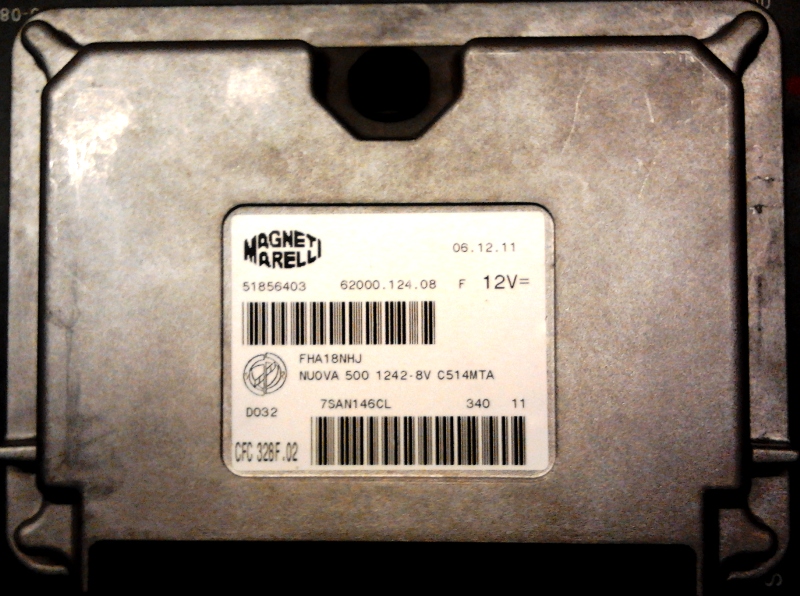 MAGNETI
MARELLI
06.12.11
51856403 62000.124.08 F 12V=
FHA18NHJ
NUOVA 500 1242-8V C514MTA
7SAN146CL 340 11
D032
CFC 328F.02